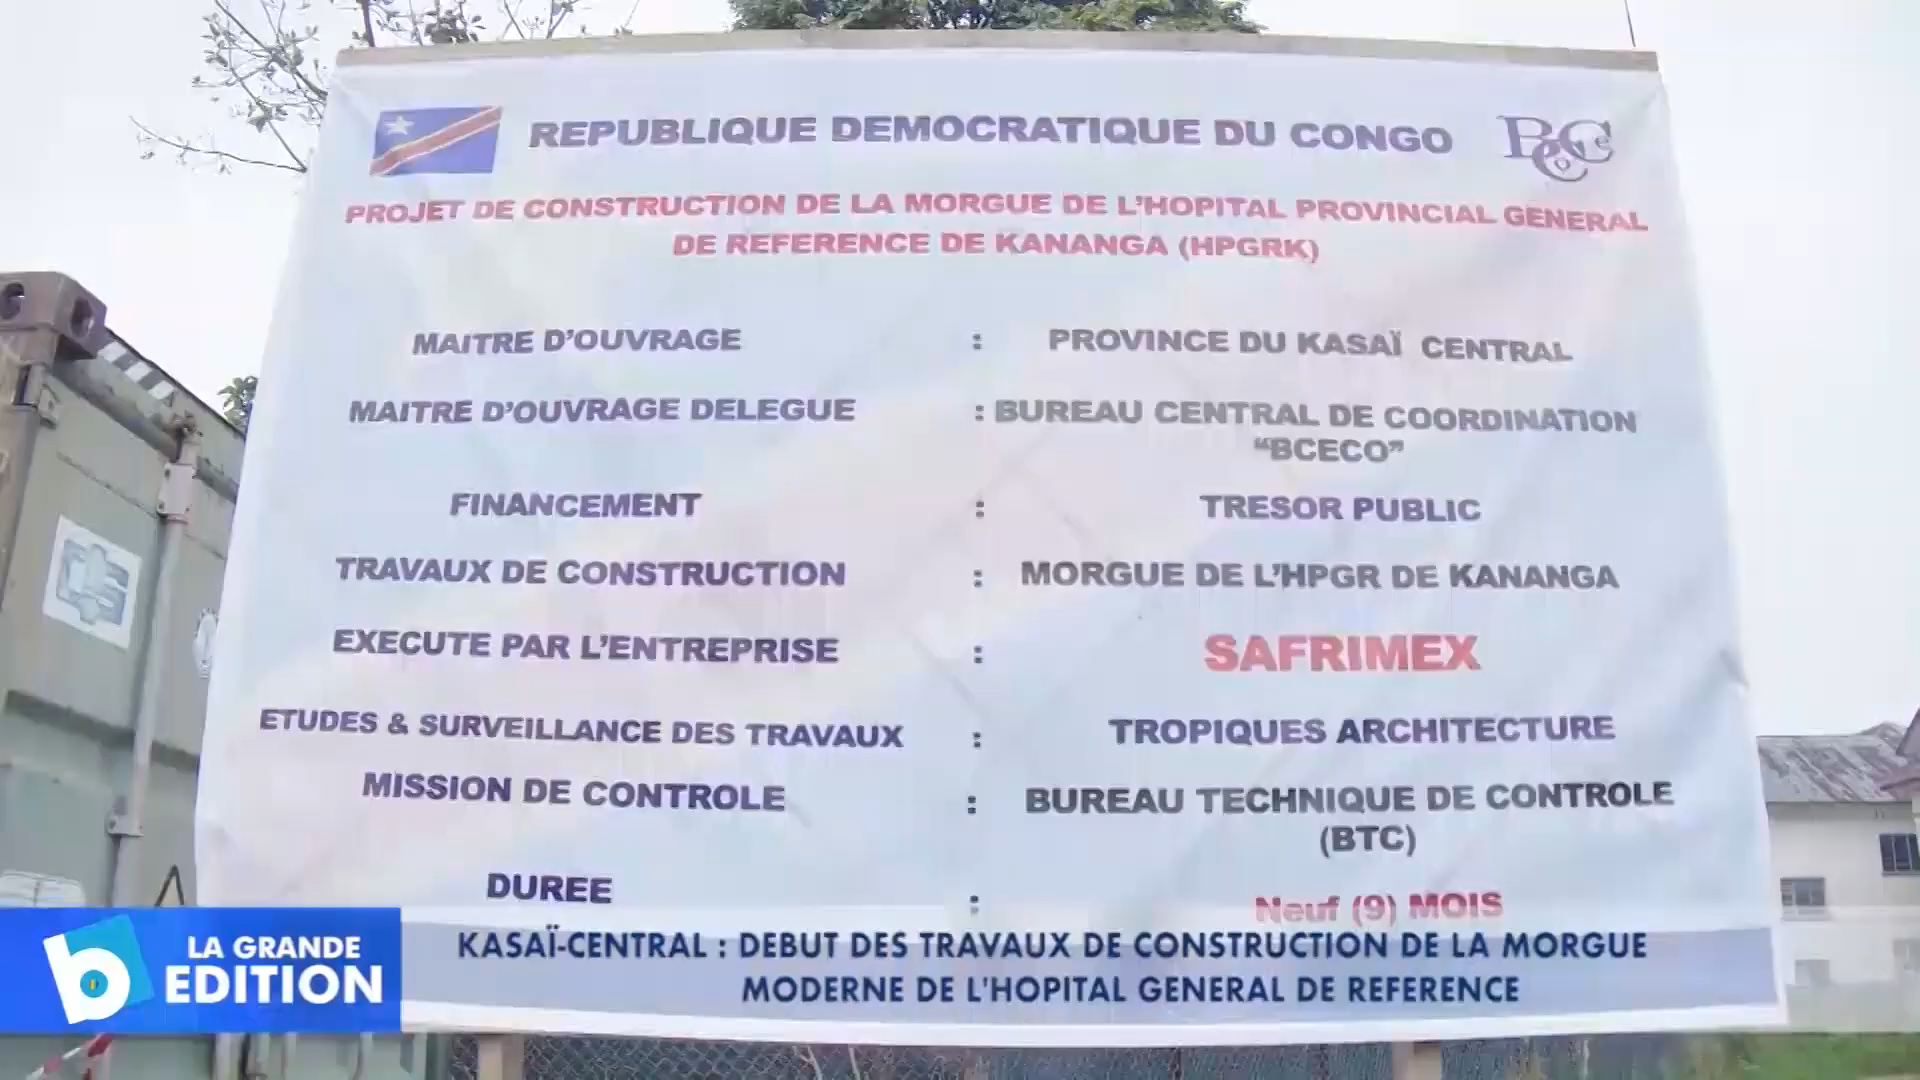 REPUBLIQUE DEMOCRATIQUE DU CONGO
BCeCo
PROJET DE CONSTRUCTION DE LA MORGUE DE L'HOPITAL PROVINCIAL GENERAL
DE REFERENCE DE KANANGA (HPGRK)
MAITRE D'OUVRAGE : PROVINCE DU KASAÏ CENTRAL
MAITRE D'OUVRAGE DELEGUE : BUREAU CENTRAL DE COORDINATION
"BCECO"
FINANCEMENT : TRESOR PUBLIC
TRAVAUX DE CONSTRUCTION : MORGUE DE L'HPGR DE KANANGA
EXECUTE PAR L'ENTREPRISE : SAFRIMEX
ETUDES & SURVEILLANCE DES TRAVAUX : TROPIQUES ARCHITECTURE
MISSION DE CONTROLE : BUREAU TECHNIQUE DE CONTROLE
(BTC)
DUREE : Neuf (9) MOIS
b LA GRANDE
EDITION
KASAÏ-CENTRAL : DEBUT DES TRAVAUX DE CONSTRUCTION DE LA MORGUE
MODERNE DE L'HOPITAL GENERAL DE REFERENCE